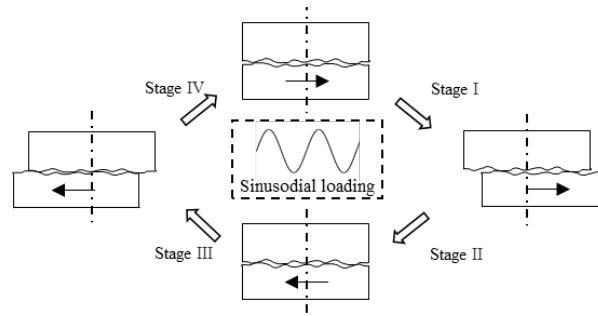 Stage IV
Stage I
Sinusodial loading
Stage III
Stage II